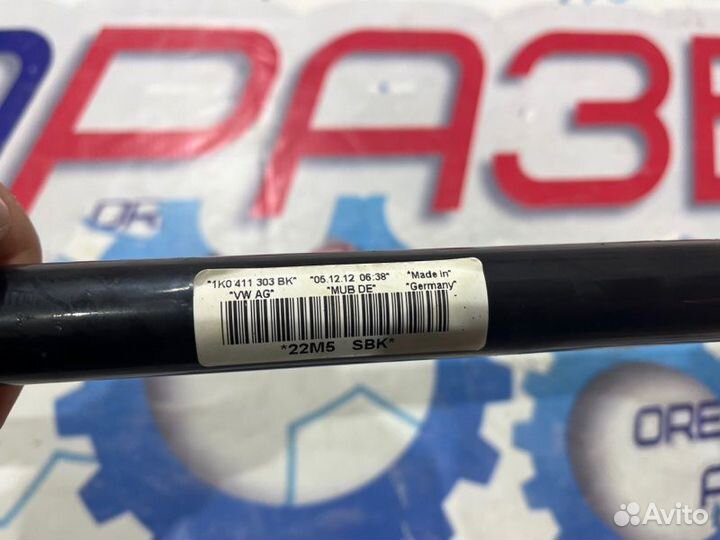 РАЗБ
OR
*1K0 411 303 BK* *05.12.12 06:38* *Made in*
*VW AG* *MUB DE* *Germany*
*22M5 SBK*
ORE
Avito